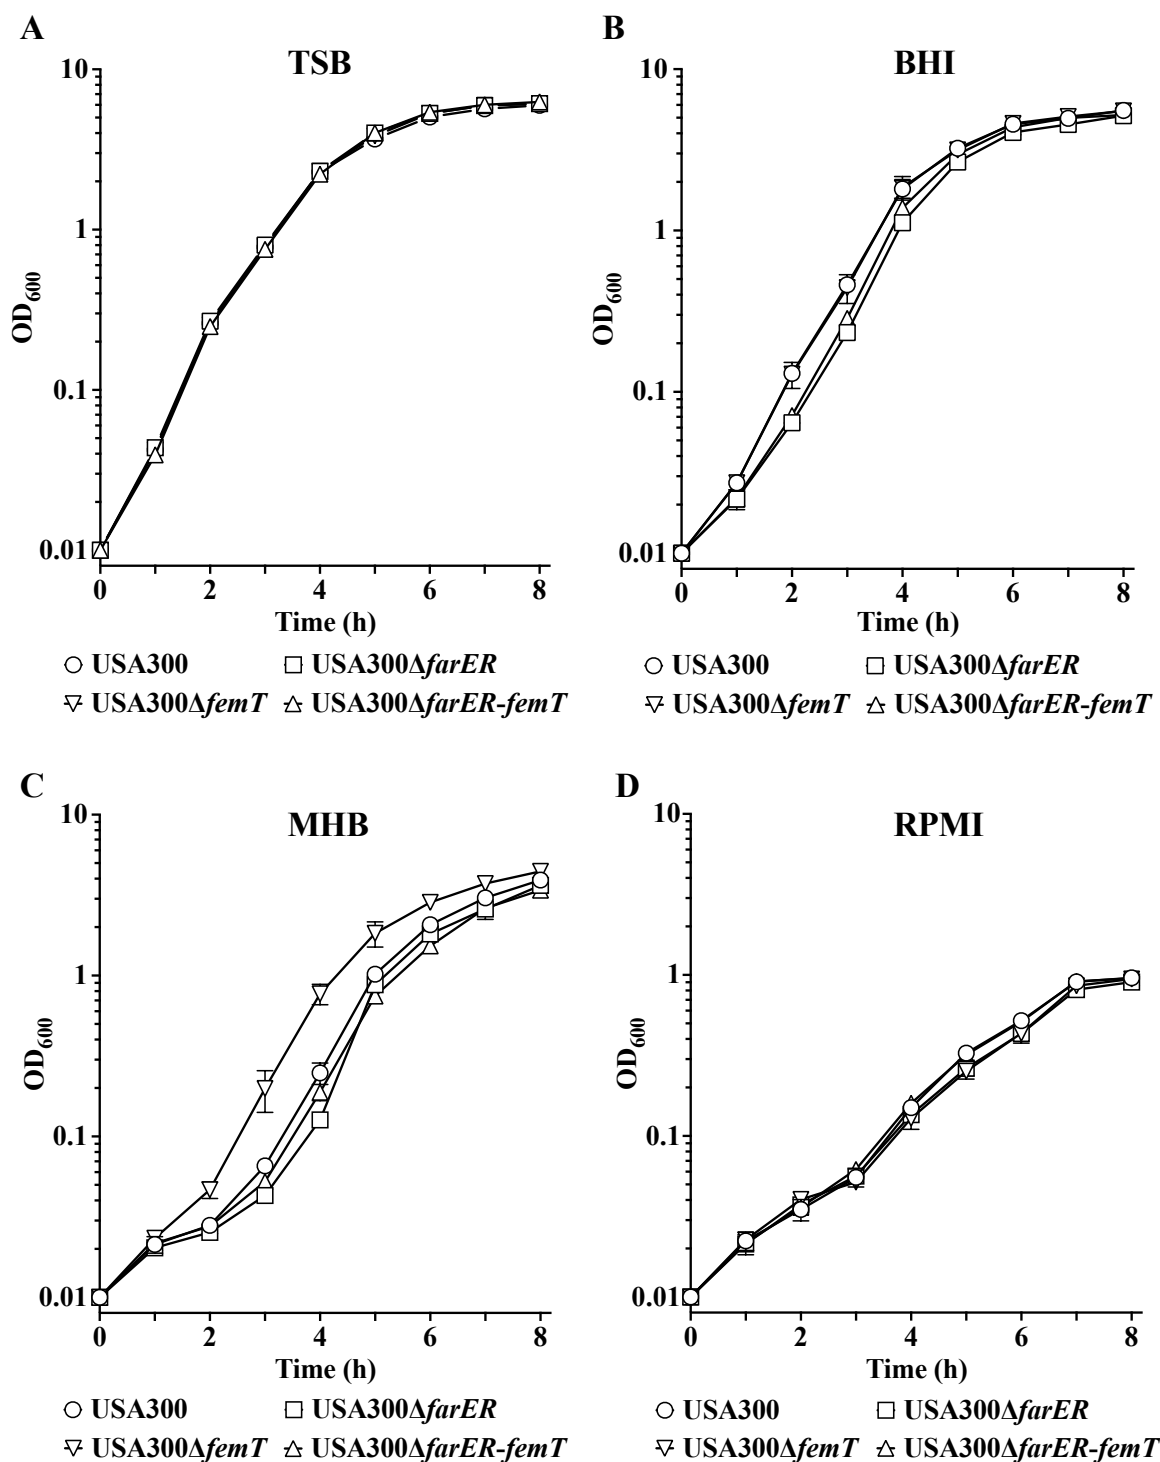 A
TSB
10
1
0.1
0.01
OD600
0 2 4 6 8
Time (h)
USA300 USA300ΔfarER
USA300ΔfemT USA300ΔfarER-femT
B
BHI
10
1
0.1
0.01
OD600
0 2 4 6 8
Time (h)
USA300 USA300ΔfarER
USA300ΔfemT USA300ΔfarER-femT
C
MHB
10
1
0.1
0.01
OD600
0 2 4 6 8
Time (h)
USA300 USA300ΔfarER
USA300ΔfemT USA300ΔfarER-femT
D
RPMI
10
1
0.1
0.01
OD600
0 2 4 6 8
Time (h)
USA300 USA300ΔfarER
USA300ΔfemT USA300ΔfarER-femT